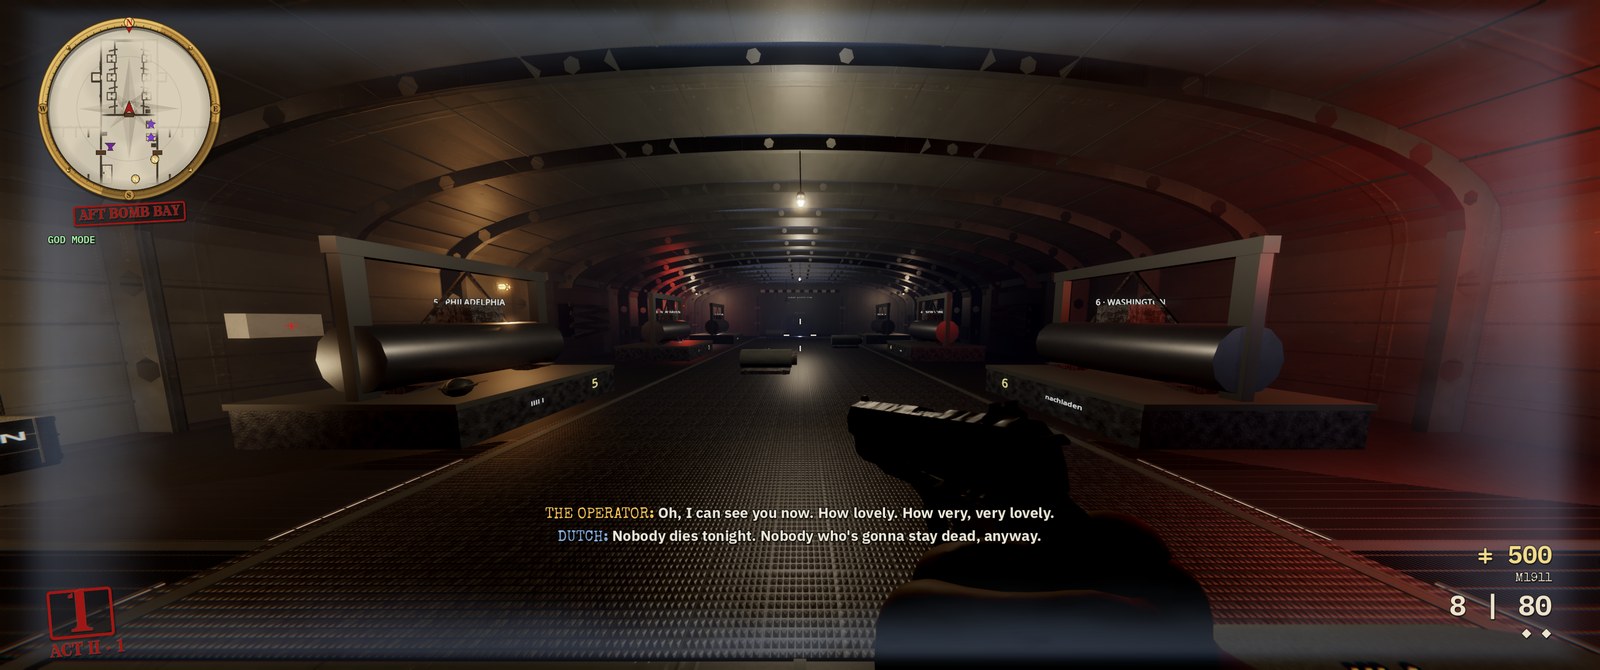 N
W
E
S
AFT BOMB BAY
GOD MODE
5 · PHILADELPHIA
6 · WASHINGTON
5
6
nachladen
N
THE OPERATOR: Oh, I can see you now. How lovely. How very, very lovely.
DUTCH: Nobody dies tonight. Nobody who's gonna stay dead, anyway.
500
M1911
8 | 80
1
ACT II - 1